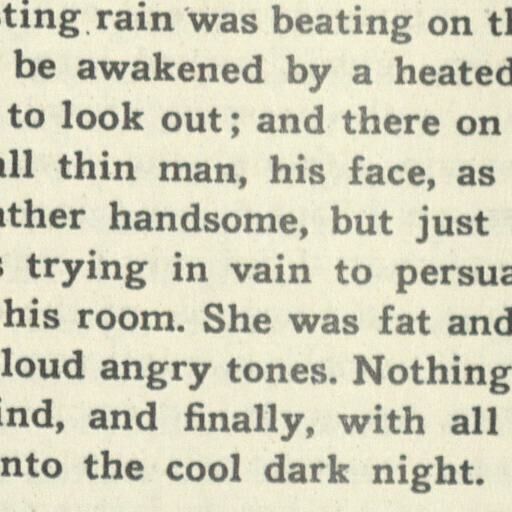 ting rain was beating on th
be awakened by a heated
to look out; and there on
all thin man, his face, as
ather handsome, but just
s trying in vain to persua
his room. She was fat and
loud angry tones. Nothing
ind, and finally, with all
nto the cool dark night.